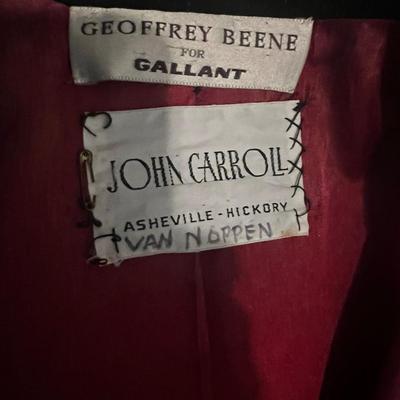 GEOFFREY BEENE
FOR
GALLANT
JOHN CARROLL
ASHEVILLE - HICKORY
VAN NOPPEN